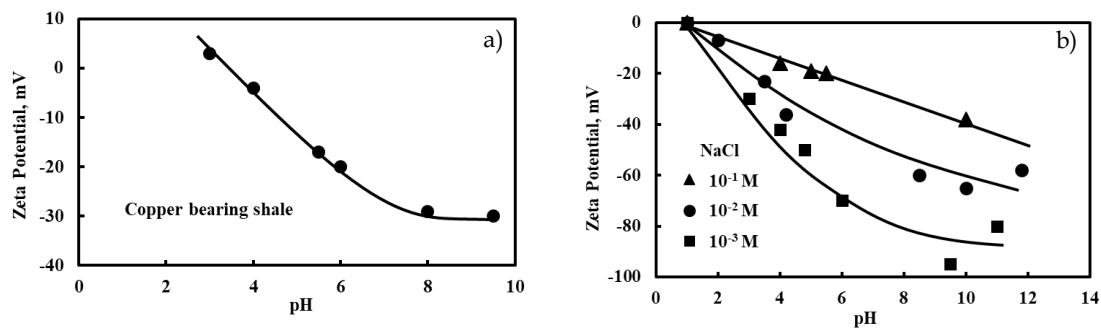 a)
10
0
-10
-20
-30
-40
Zeta Potential, mV
Copper bearing shale
0 2 4 6 8 10
pH
b)
0
-20
-40
-60
-80
-100
Zeta Potential, mV
NaCl
10⁻¹ M
10⁻² M
10⁻³ M
0 2 4 6 8 10 12 14
pH